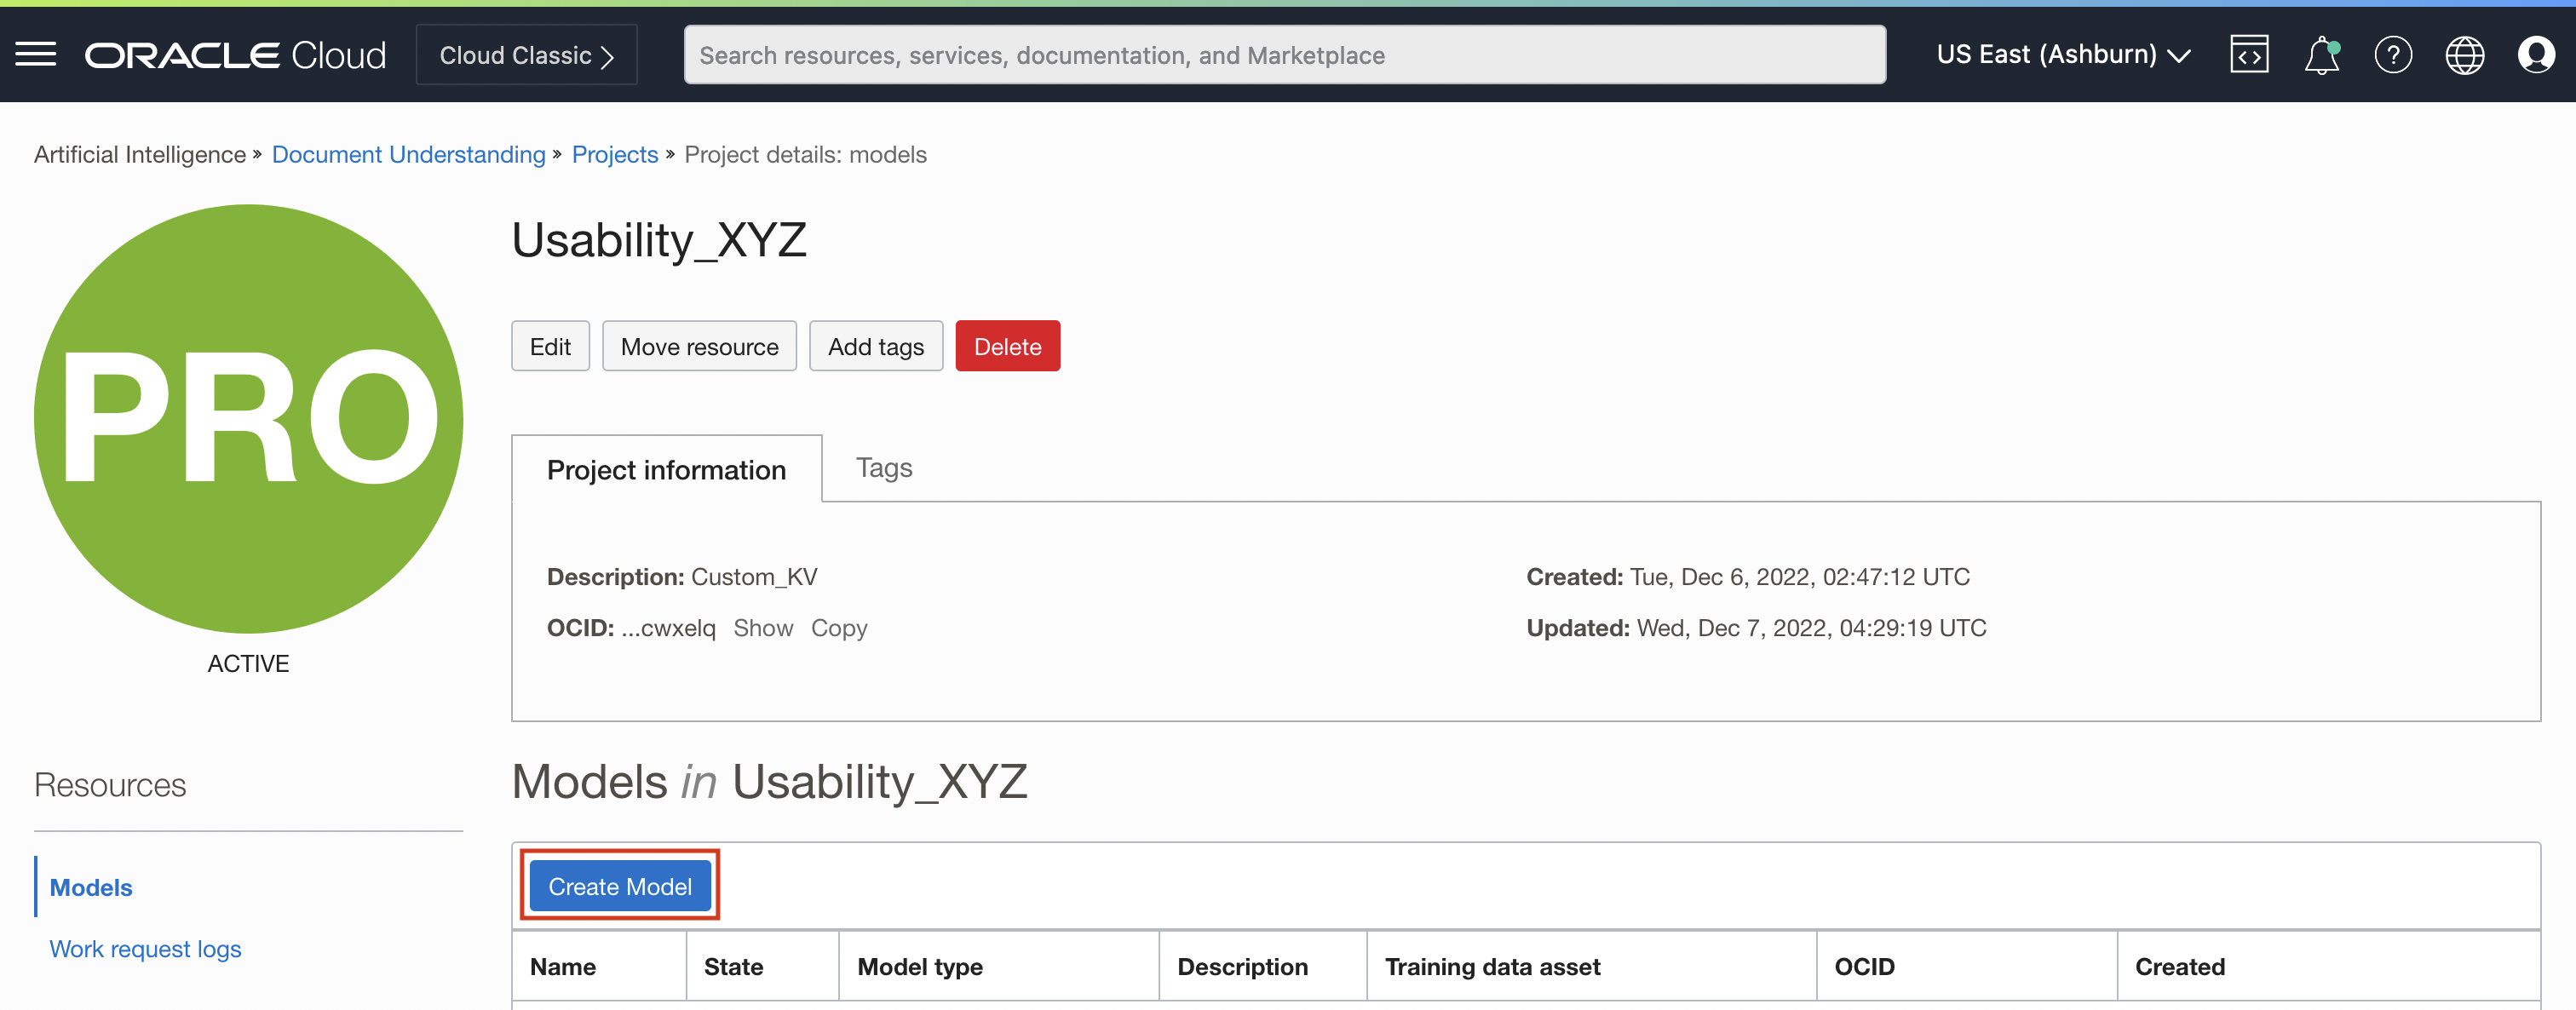 ORACLE Cloud Cloud Classic > Search resources, services, documentation, and Marketplace US East (Ashburn)
Artificial Intelligence » Document Understanding » Projects » Project details: models
PRO
ACTIVE
Usability_XYZ
Edit Move resource Add tags Delete
Project information Tags
Description: Custom_KV Created: Tue, Dec 6, 2022, 02:47:12 UTC
OCID: ...cwxelq Show Copy Updated: Wed, Dec 7, 2022, 04:29:19 UTC
Resources
Models
Work request logs
Models in Usability_XYZ
Create Model
Name State Model type Description Training data asset OCID Created